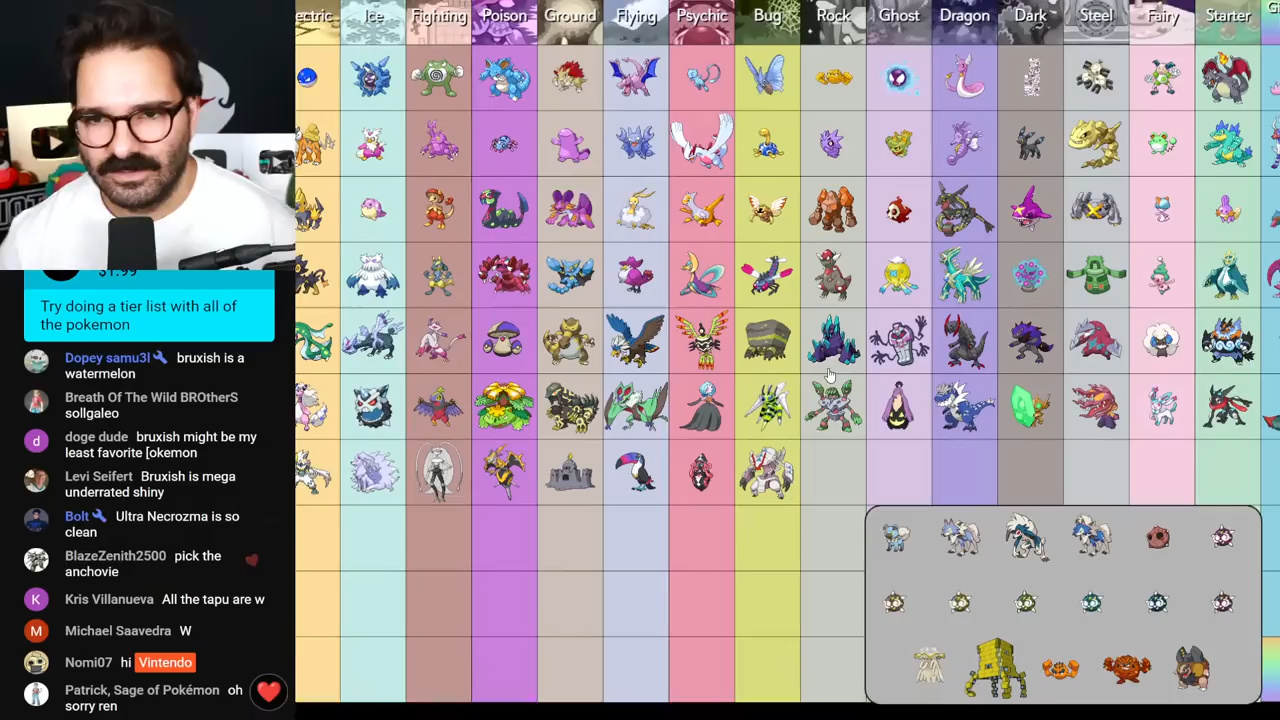 ectric Ice Fighting Poison Ground Flying Psychic Bug Rock Ghost Dragon Dark Steel Fairy Starter
$1.99
Try doing a tier list with all of
the pokemon
Dopey samu3l bruxish is a
watermelon
Breath Of The Wild BROtherS
sollgaleo
d
doge dude bruxish might be my
least favorite [okemon
Levi Seifert Bruxish is mega
underrated shiny
Bolt Ultra Necrozma is so
clean
BlazeZenith2500 pick the
anchovie
K
Kris Villanueva All the tapu are w
M
Michael Saavedra W
Nomi07 hi Vintendo
Patrick, Sage of Pokémon oh
sorry ren